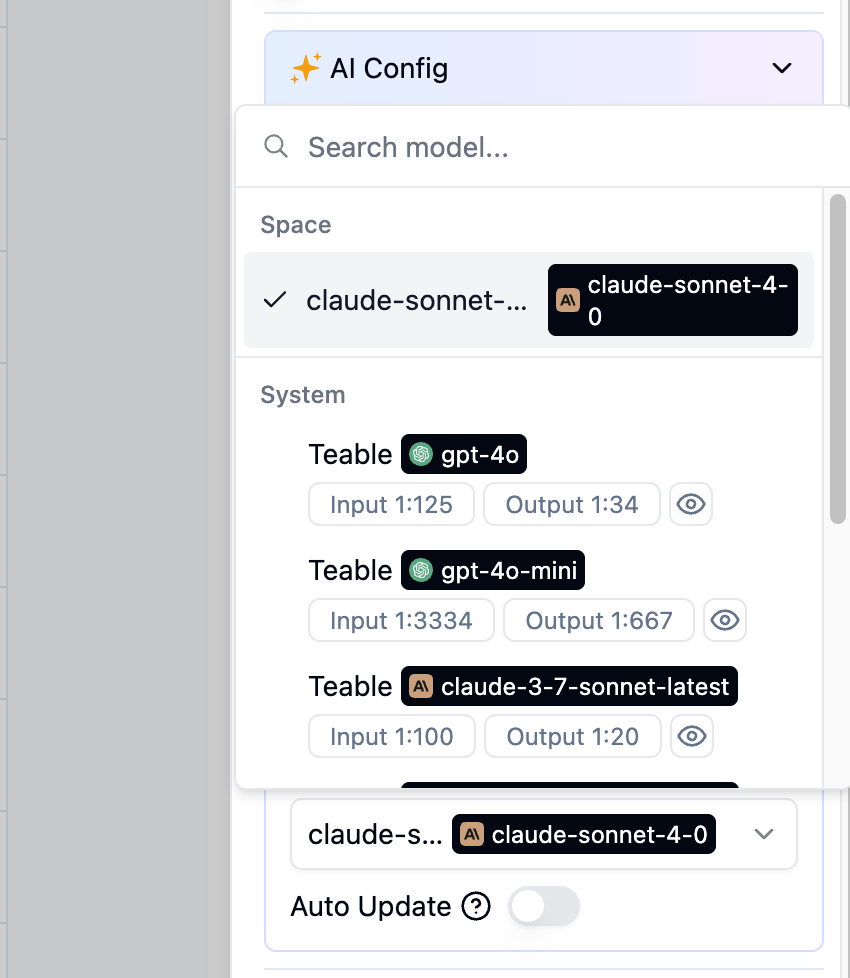 AI Config
Search model...
Space
claude-sonnet-... claude-sonnet-4-
0
System
Teable gpt-4o
Input 1:125 Output 1:34
Teable gpt-4o-mini
Input 1:3334 Output 1:667
Teable claude-3-7-sonnet-latest
Input 1:100 Output 1:20
claude-s... claude-sonnet-4-0
Auto Update ?